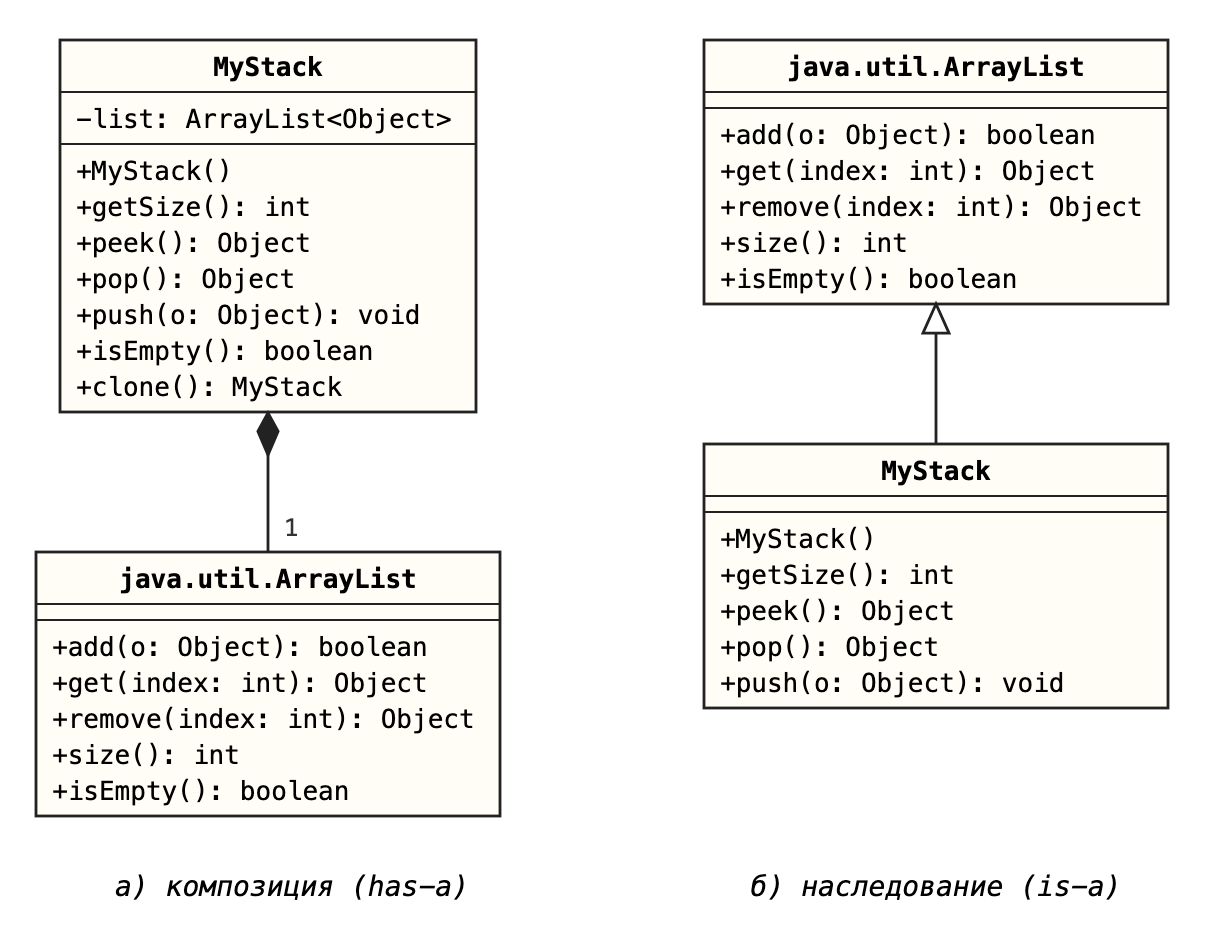 MyStack
−list: ArrayList<Object>
+MyStack()
+getSize(): int
+peek(): Object
+pop(): Object
+push(o: Object): void
+isEmpty(): boolean
+clone(): MyStack
1
java.util.ArrayList
+add(o: Object): boolean
+get(index: int): Object
+remove(index: int): Object
+size(): int
+isEmpty(): boolean
а) композиция (has−a)
java.util.ArrayList
+add(o: Object): boolean
+get(index: int): Object
+remove(index: int): Object
+size(): int
+isEmpty(): boolean
MyStack
+MyStack()
+getSize(): int
+peek(): Object
+pop(): Object
+push(o: Object): void
б) наследование (is−a)